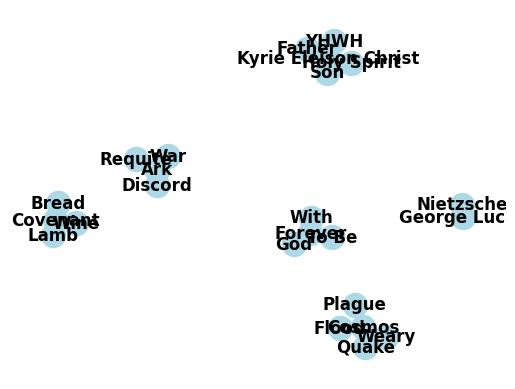 YHWH
Father
Kyrie Eleison Christ
Holy Spirit
Son
War
Requite
Ark
Discord
Bread
Covenant
Wine
Lamb
With
Forever
To Be
God
Nietzsche
George Luc
Plague
Flood
Cosmos
Weary
Quake